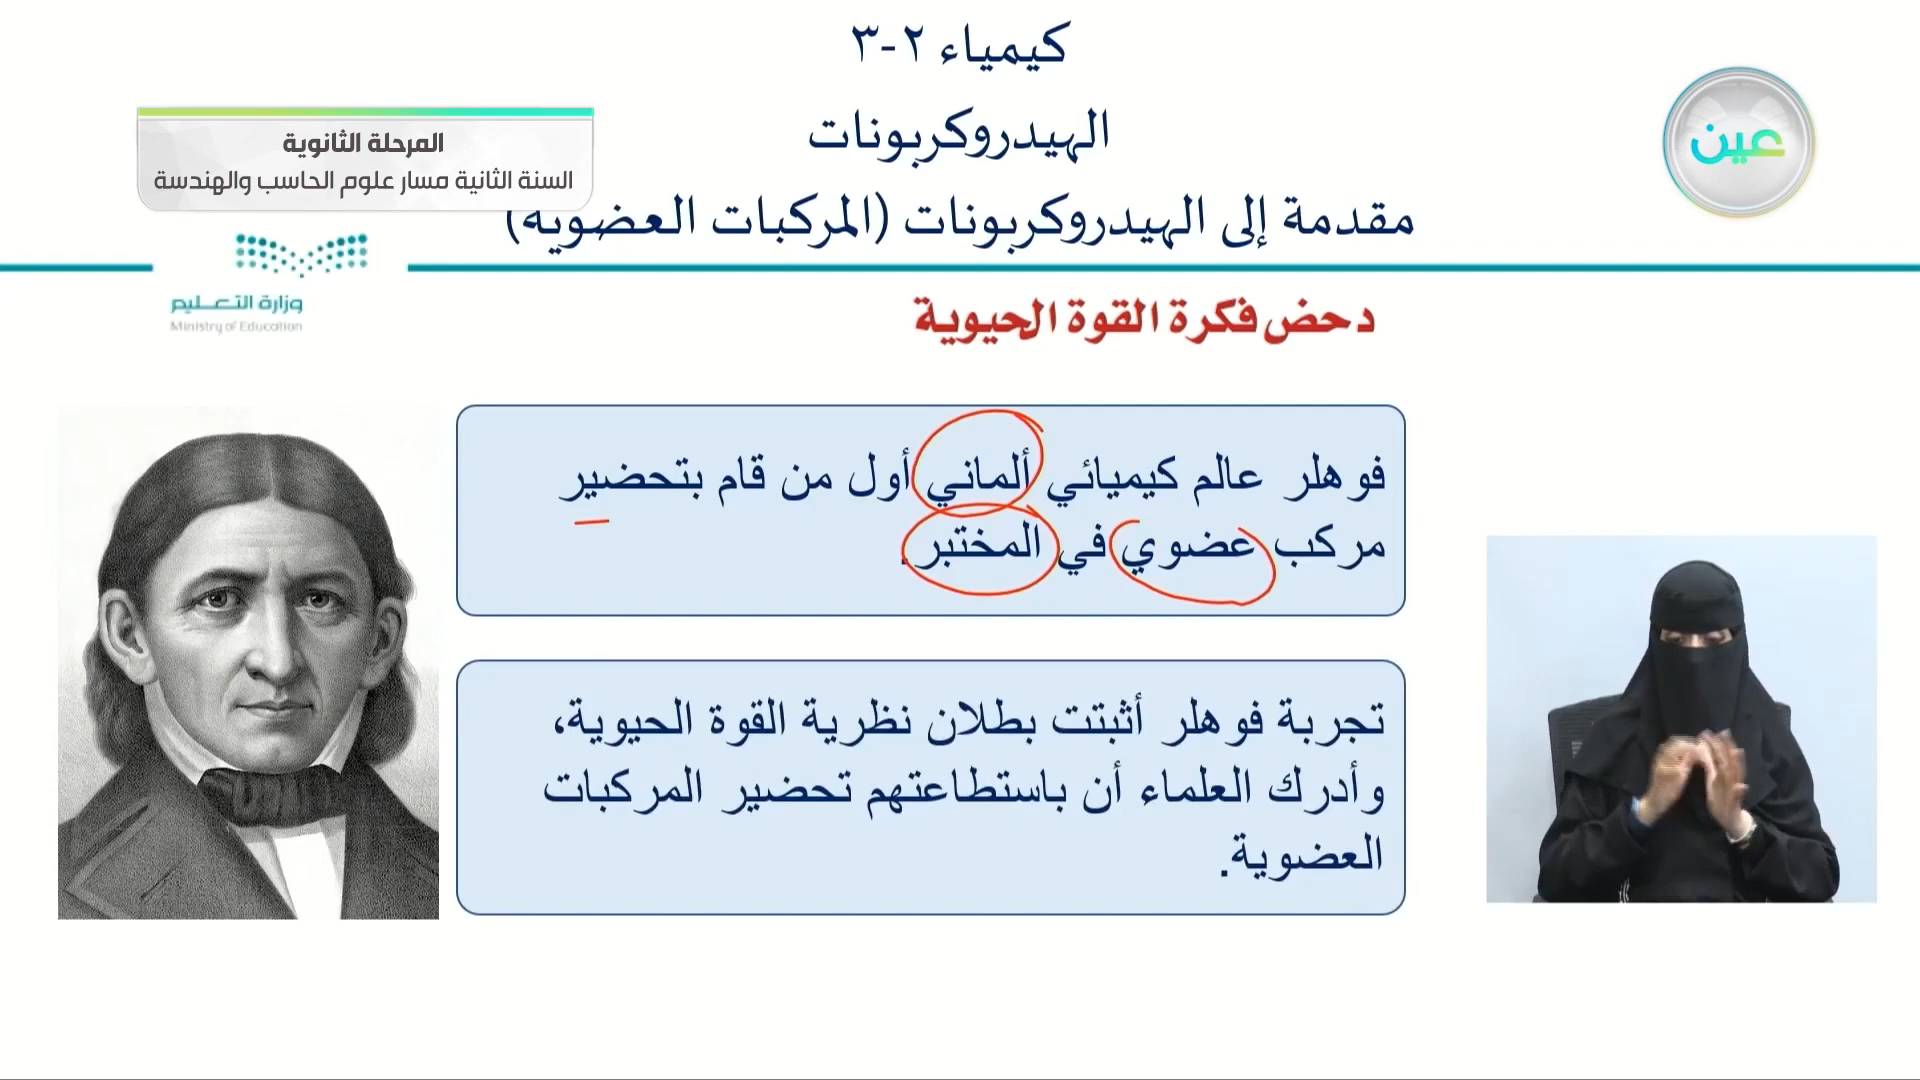 كيمياء ٢-٣
الهيدروكربونات
مقدمة إلى الهيدروكربونات (المركبات العضوية)
المرحلة الثانوية
السنة الثانية مسار علوم الحاسب والهندسة
عين
وزارة التعليم
Ministry of Education
دحض فكرة القوة الحيوية
فوهلر عالم كيميائي ألماني أول من قام بتحضير
مركب عضوي في المختبر.
تجربة فوهلر أثبتت بطلان نظرية القوة الحيوية،
وأدرك العلماء أن باستطاعتهم تحضير المركبات
العضوية.